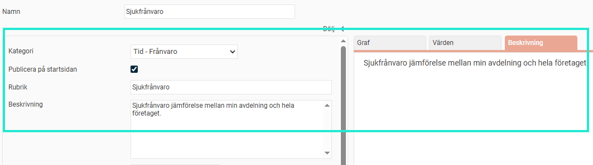 Namn
Sjukfrånvaro
Dölj
Kategori
Tid - Frånvaro
Publicera på startsidan
Rubrik
Sjukfrånvaro
Beskrivning
Sjukfrånvaro jämförelse mellan min avdelning och hela
företaget.
Graf
Värden
Beskrivning
Sjukfrånvaro jämförelse mellan min avdelning och hela företaget